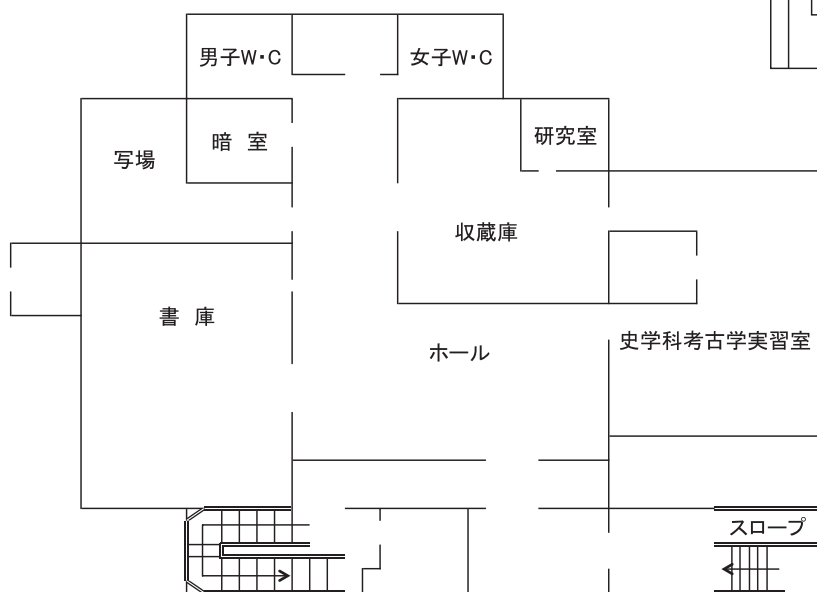 男子W・C
女子W・C
暗 室
研究室
写場
収蔵庫
書 庫
史学科考古学実習室
ホール
スロープ